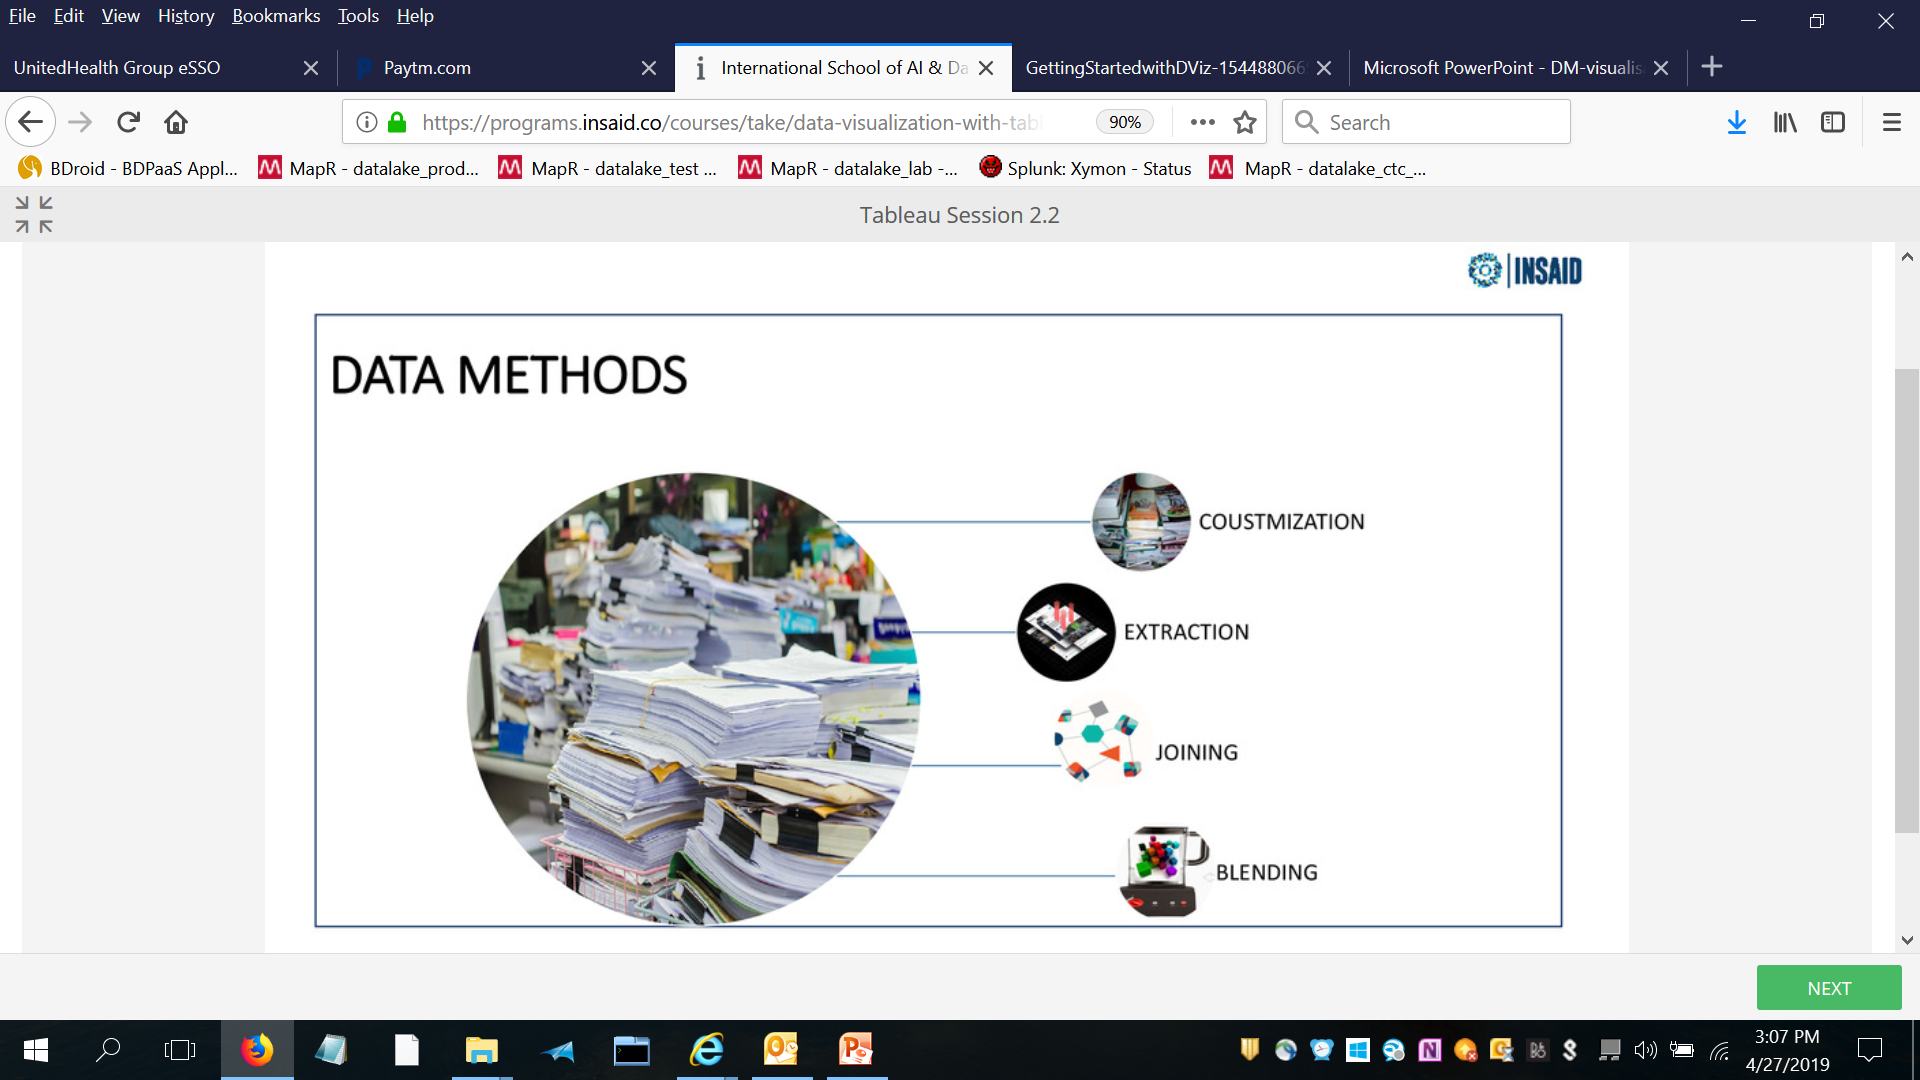 File Edit View History Bookmarks Tools Help
UnitedHealth Group eSSO
Paytm.com
International School of AI & Da
GettingStartedwithDViz-154488066
Microsoft PowerPoint - DM-visualis
https://programs.insaid.co/courses/take/data-visualization-with-tabl
90%
Search
BDroid - BDPaaS Appl...
MapR - datalake_prod...
MapR - datalake_test ...
MapR - datalake_lab -...
Splunk: Xymon - Status
MapR - datalake_ctc_...
Tableau Session 2.2
INSAID
DATA METHODS
COUSTMIZATION
EXTRACTION
JOINING
BLENDING
NEXT
3:07 PM
4/27/2019